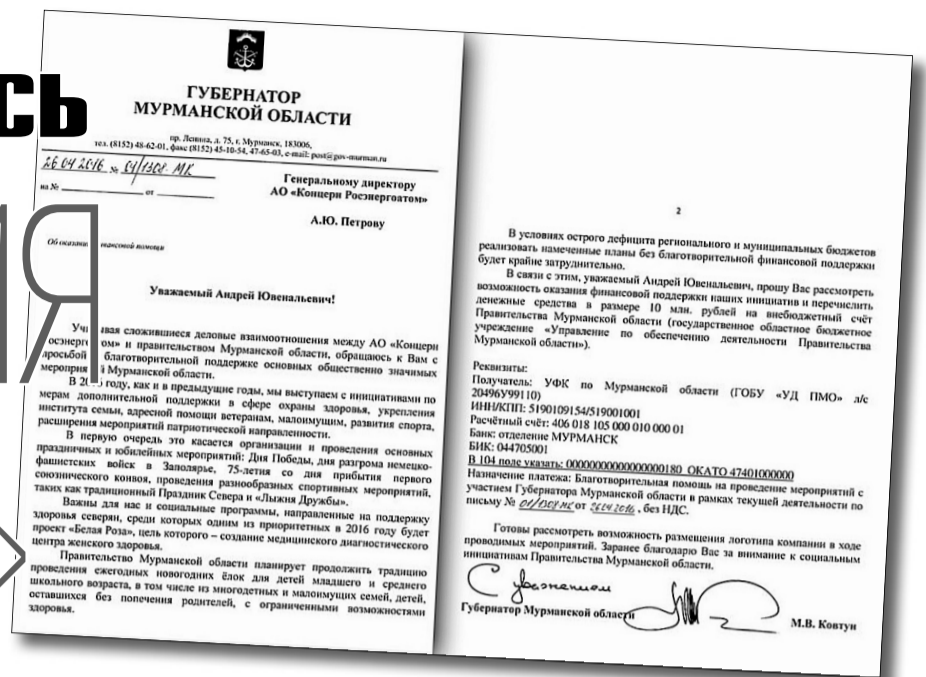 СЬ
ИЯ
ГУБЕРНАТОР
МУРМАНСКОЙ ОБЛАСТИ
пр. Ленина, д. 75, г. Мурманск, 183006,
тел. (8152) 48-62-01, факс (8152) 45-10-54, 47-65-03, e-mail: post@gov-murman.ru
26 04 2016 № 01/1308-МК
на № от
Генеральному директору
АО «Концерн Росэнергоатом»
А.Ю. Петрову
Об оказании финансовой помощи
Уважаемый Андрей Ювенальевич!
сложившиеся деловые взаимоотношения между АО «Концерн
и правительством Мурманской области, обращаюсь к Вам с
просьбой благотворительной поддержке основных общественно значимых
Мурманской области.
В году, как и в предыдущие годы, мы выступаем с инициативами по
мерам дополнительной поддержки в сфере охраны здоровья, укрепления
института семьи, адресной помощи ветеранам, малоимущим, развития спорта,
расширения мероприятий патриотической направленности.
В первую очередь это касается организации и проведения основных
праздничных и юбилейных мероприятий: Дня Победы, дня разгрома немецко-
фашистских войск в Заполярье, 75-летия со дня прибытия первого
союзнического конвоя, проведения разнообразных спортивных мероприятий,
таких как традиционный Праздник Севера и «Лыжня Дружбы».
Важны для нас и социальные программы, направленные на поддержку
здоровья северян, среди которых одним из приоритетных в 2016 году будет
проект «Белая Роза», цель которого – создание медицинского диагностического
центра женского здоровья.
Правительство Мурманской области планирует продолжить традицию
проведения ежегодных новогодних ёлок для детей младшего и среднего
школьного возраста, в том числе из многодетных и малоимущих семей, детей,
оставшихся без попечения родителей, с ограниченными возможностями
здоровья.
2
В условиях острого дефицита регионального и муниципальных бюджетов
реализовать намеченные планы без благотворительной финансовой поддержки
будет крайне затруднительно.
В связи с этим, уважаемый Андрей Ювенальевич, прошу Вас рассмотреть
возможность оказания финансовой поддержки наших инициатив и перечислить
денежные средства в размере 10 млн. рублей на внебюджетный счёт
Правительства Мурманской области (государственное областное бюджетное
учреждение «Управление по обеспечению деятельности Правительства
Мурманской области»).
Реквизиты:
Получатель: УФК по Мурманской области (ГОБУ «УД ПМО» л/с
20496У99110)
ИНН/КПП: 5190109154/519001001
Расчётный счёт: 406 018 105 000 010 000 01
Банк: отделение МУРМАНСК
БИК: 044705001
В 104 поле указать: 00000000000000000180 ОКАТО 47401000000
Назначение платежа: Благотворительная помощь на проведение мероприятий с
участием Губернатора Мурманской области в рамках текущей деятельности по
письму № 01/1308-МК от 26.04.2016, без НДС.
Готовы рассмотреть возможность размещения логотипа компании в ходе
проводимых мероприятий. Заранее благодарю Вас за внимание к социальным
инициативам Правительства Мурманской области.
С уважением
Губернатор Мурманской области
М.В. Ковтун